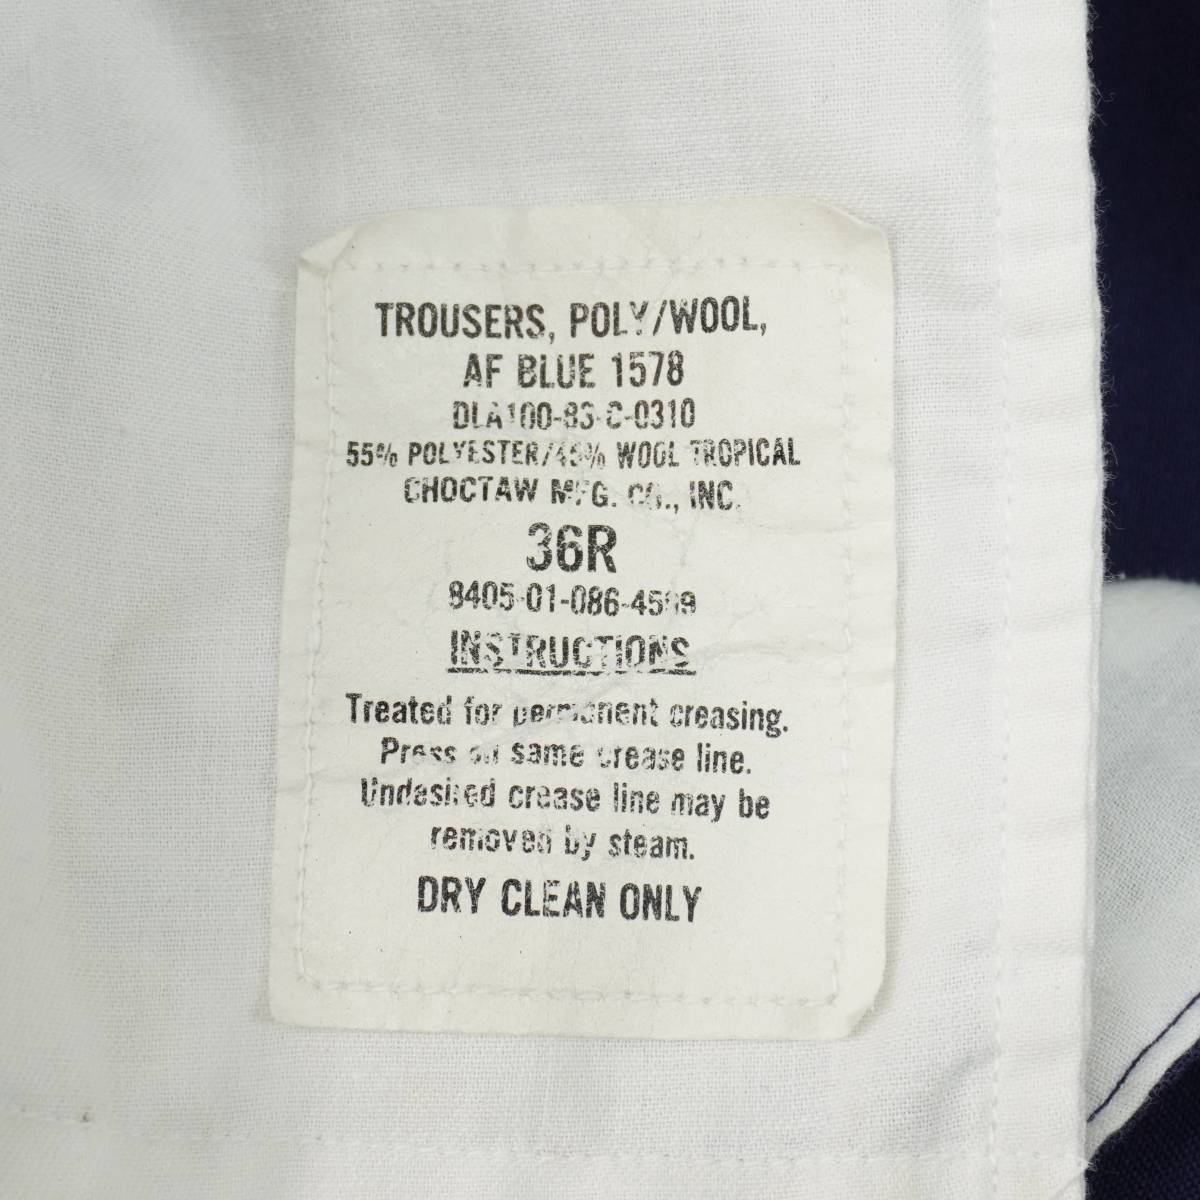 TROUSERS, POLY/WOOL,
AF BLUE 1578
DLA100-83-C-0310
55% POLYESTER/45% WOOL TROPICAL
CHOCTAW MFG. CO., INC.
36R
INSTRUCTIONS
Treated for permanent creasing.
Press on same crease line.
Undesired crease line may be
removed by steam.
DRY CLEAN ONLY